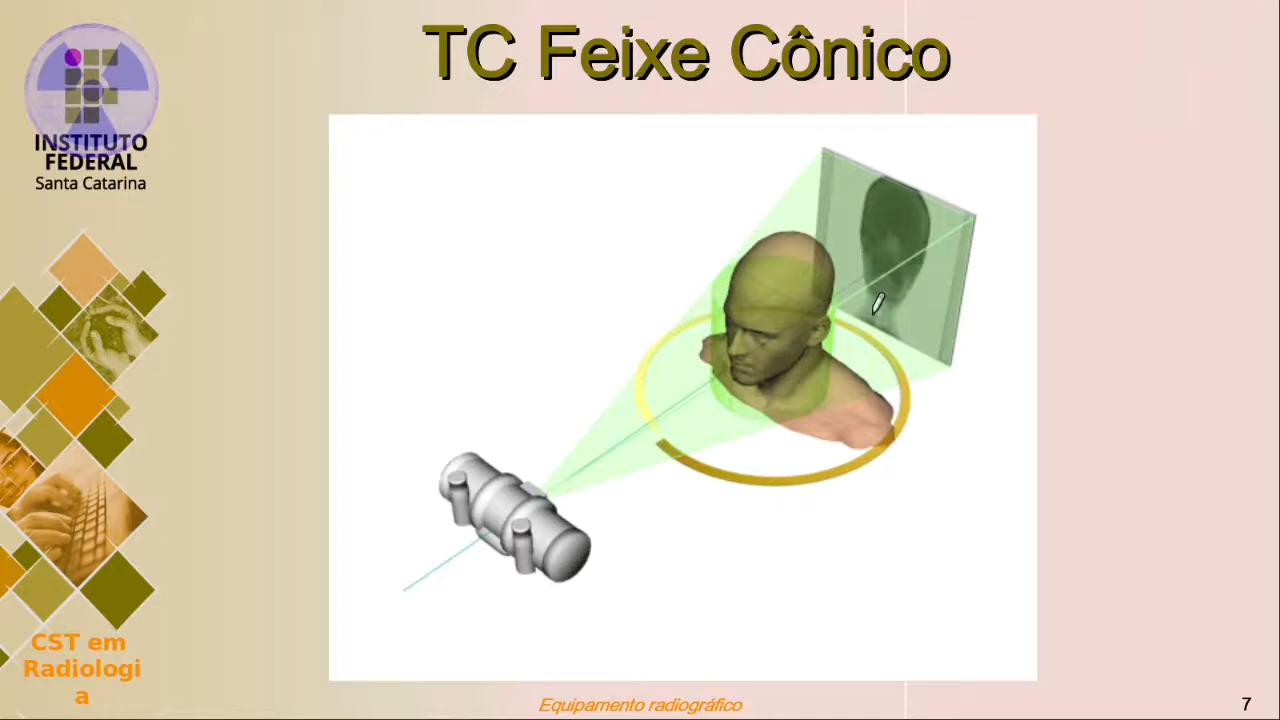 TC Feixe Cônico
INSTITUTO
FEDERAL
Santa Catarina
CST em
Radiologi
a
Equipamento radiográfico
7